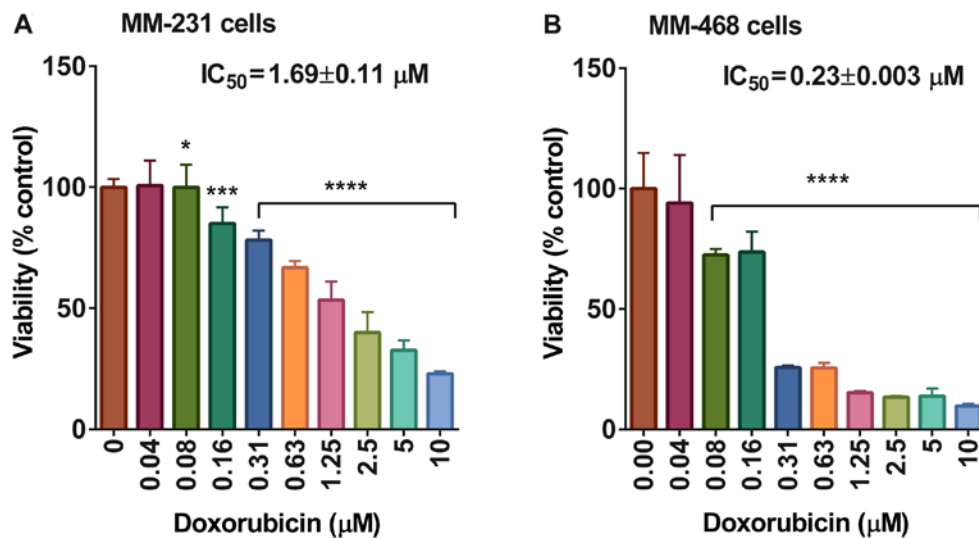 A MM-231 cells
IC50=1.69±0.11 μM
Viability (% control)
150
100
50
0
*
***
****
0 0.04 0.08 0.16 0.31 0.63 1.25 2.5 5 10
Doxorubicin (μM)
B MM-468 cells
IC50=0.23±0.003 μM
Viability (% control)
150
100
50
0
****
0.00 0.04 0.08 0.16 0.31 0.63 1.25 2.5 5 10
Doxorubicin (μM)